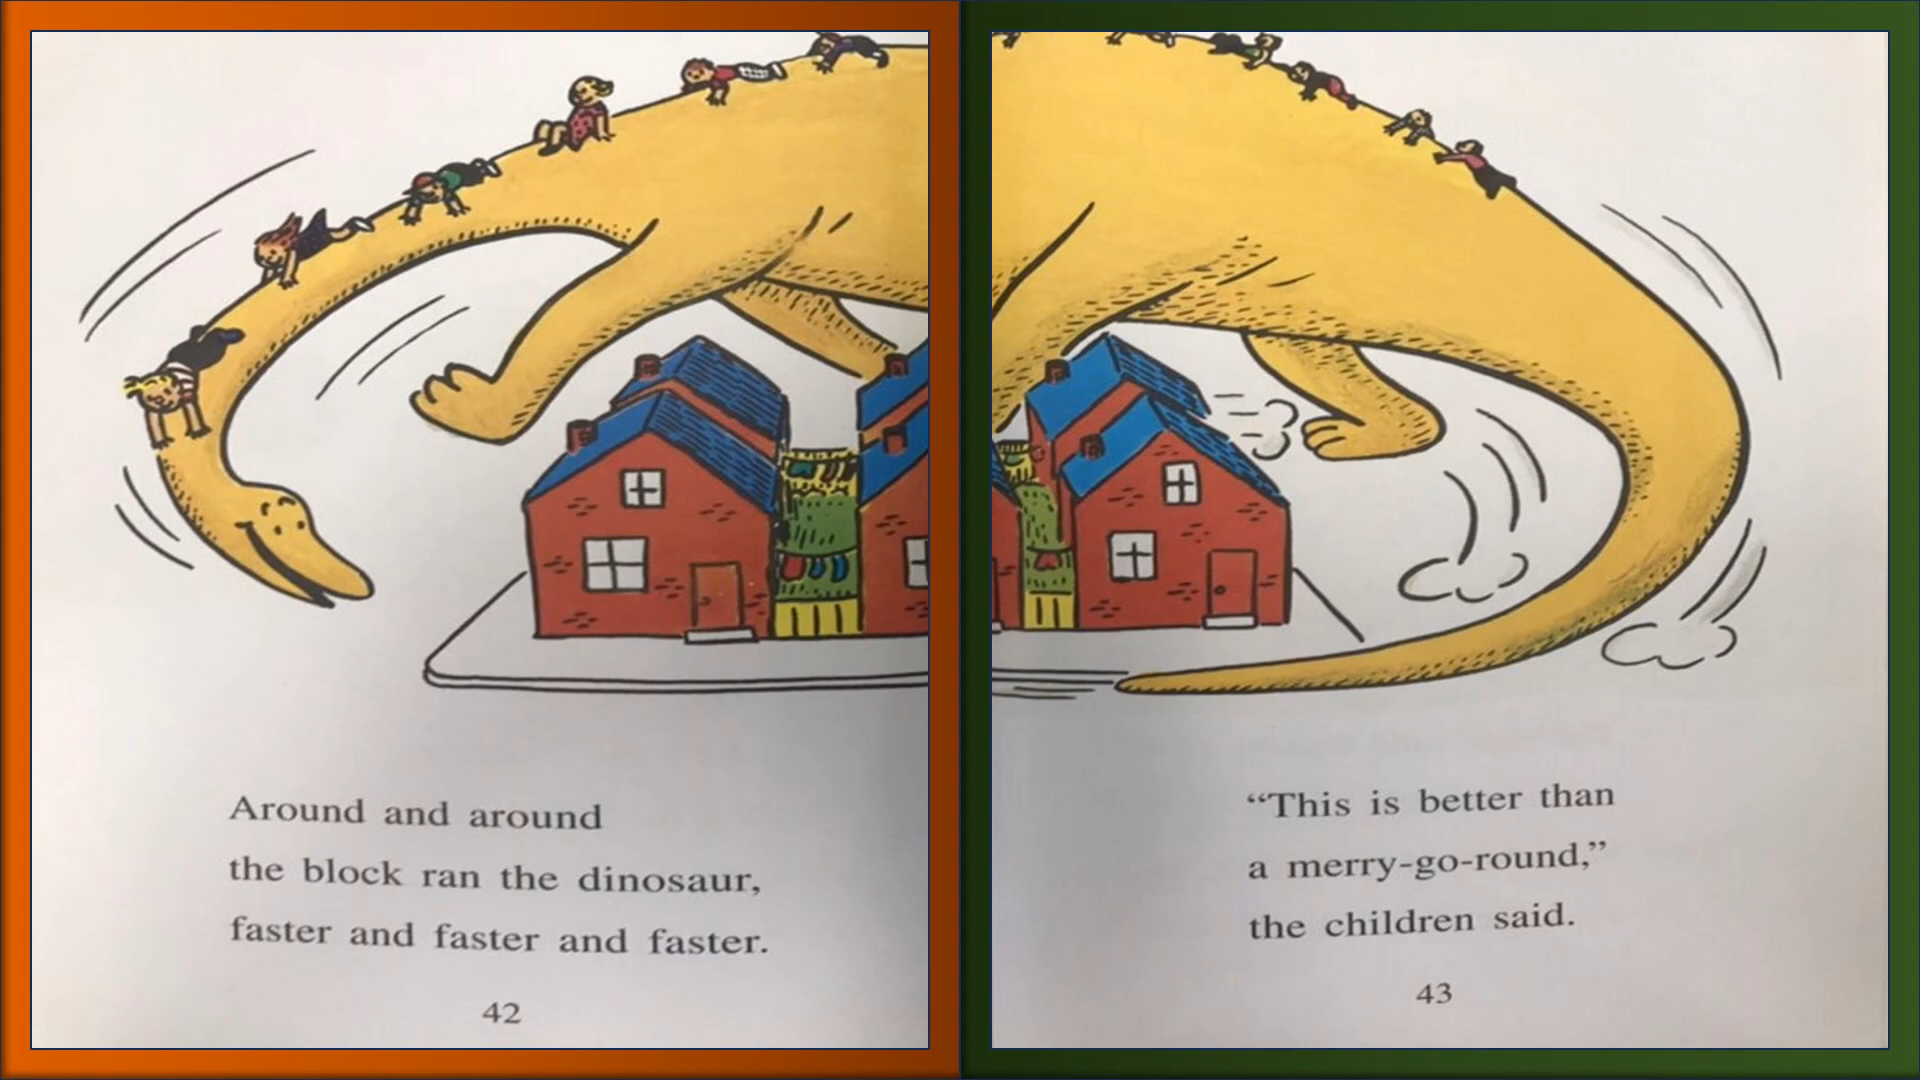 Around and around
the block ran the dinosaur,
faster and faster and faster.
42
“This is better than
a merry-go-round,”
the children said.
43